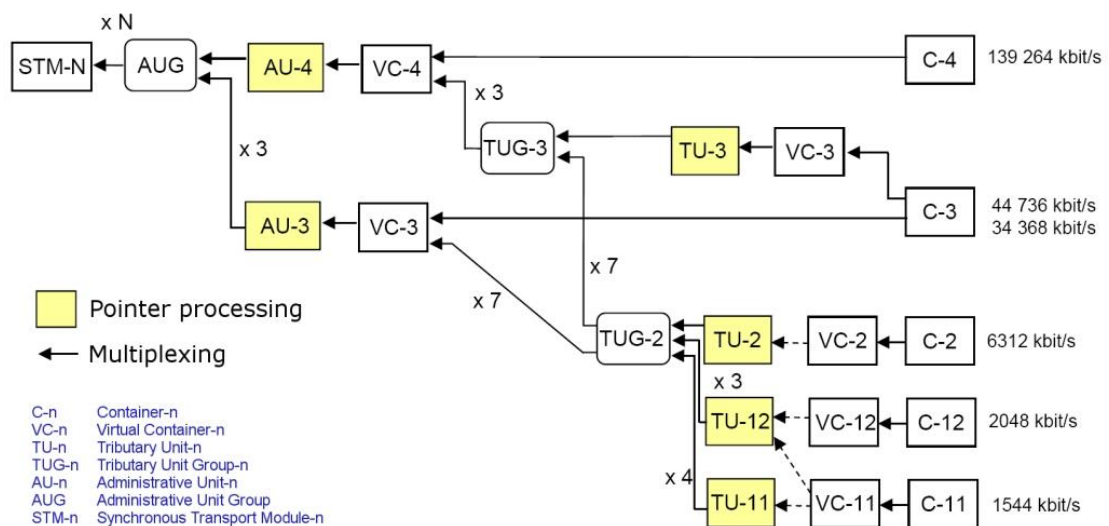 x N
STM-N
AUG
AU-4
VC-4
C-4
139 264 kbit/s
x 3
x 3
TUG-3
TU-3
VC-3
AU-3
VC-3
C-3
44 736 kbit/s
34 368 kbit/s
x 7
x 7
Pointer processing
Multiplexing
TUG-2
TU-2
VC-2
C-2
6312 kbit/s
x 3
TU-12
VC-12
C-12
2048 kbit/s
x 4
TU-11
VC-11
C-11
1544 kbit/s
C-n Container-n
VC-n Virtual Container-n
TU-n Tributary Unit-n
TUG-n Tributary Unit Group-n
AU-n Administrative Unit-n
AUG Administrative Unit Group
STM-n Synchronous Transport Module-n